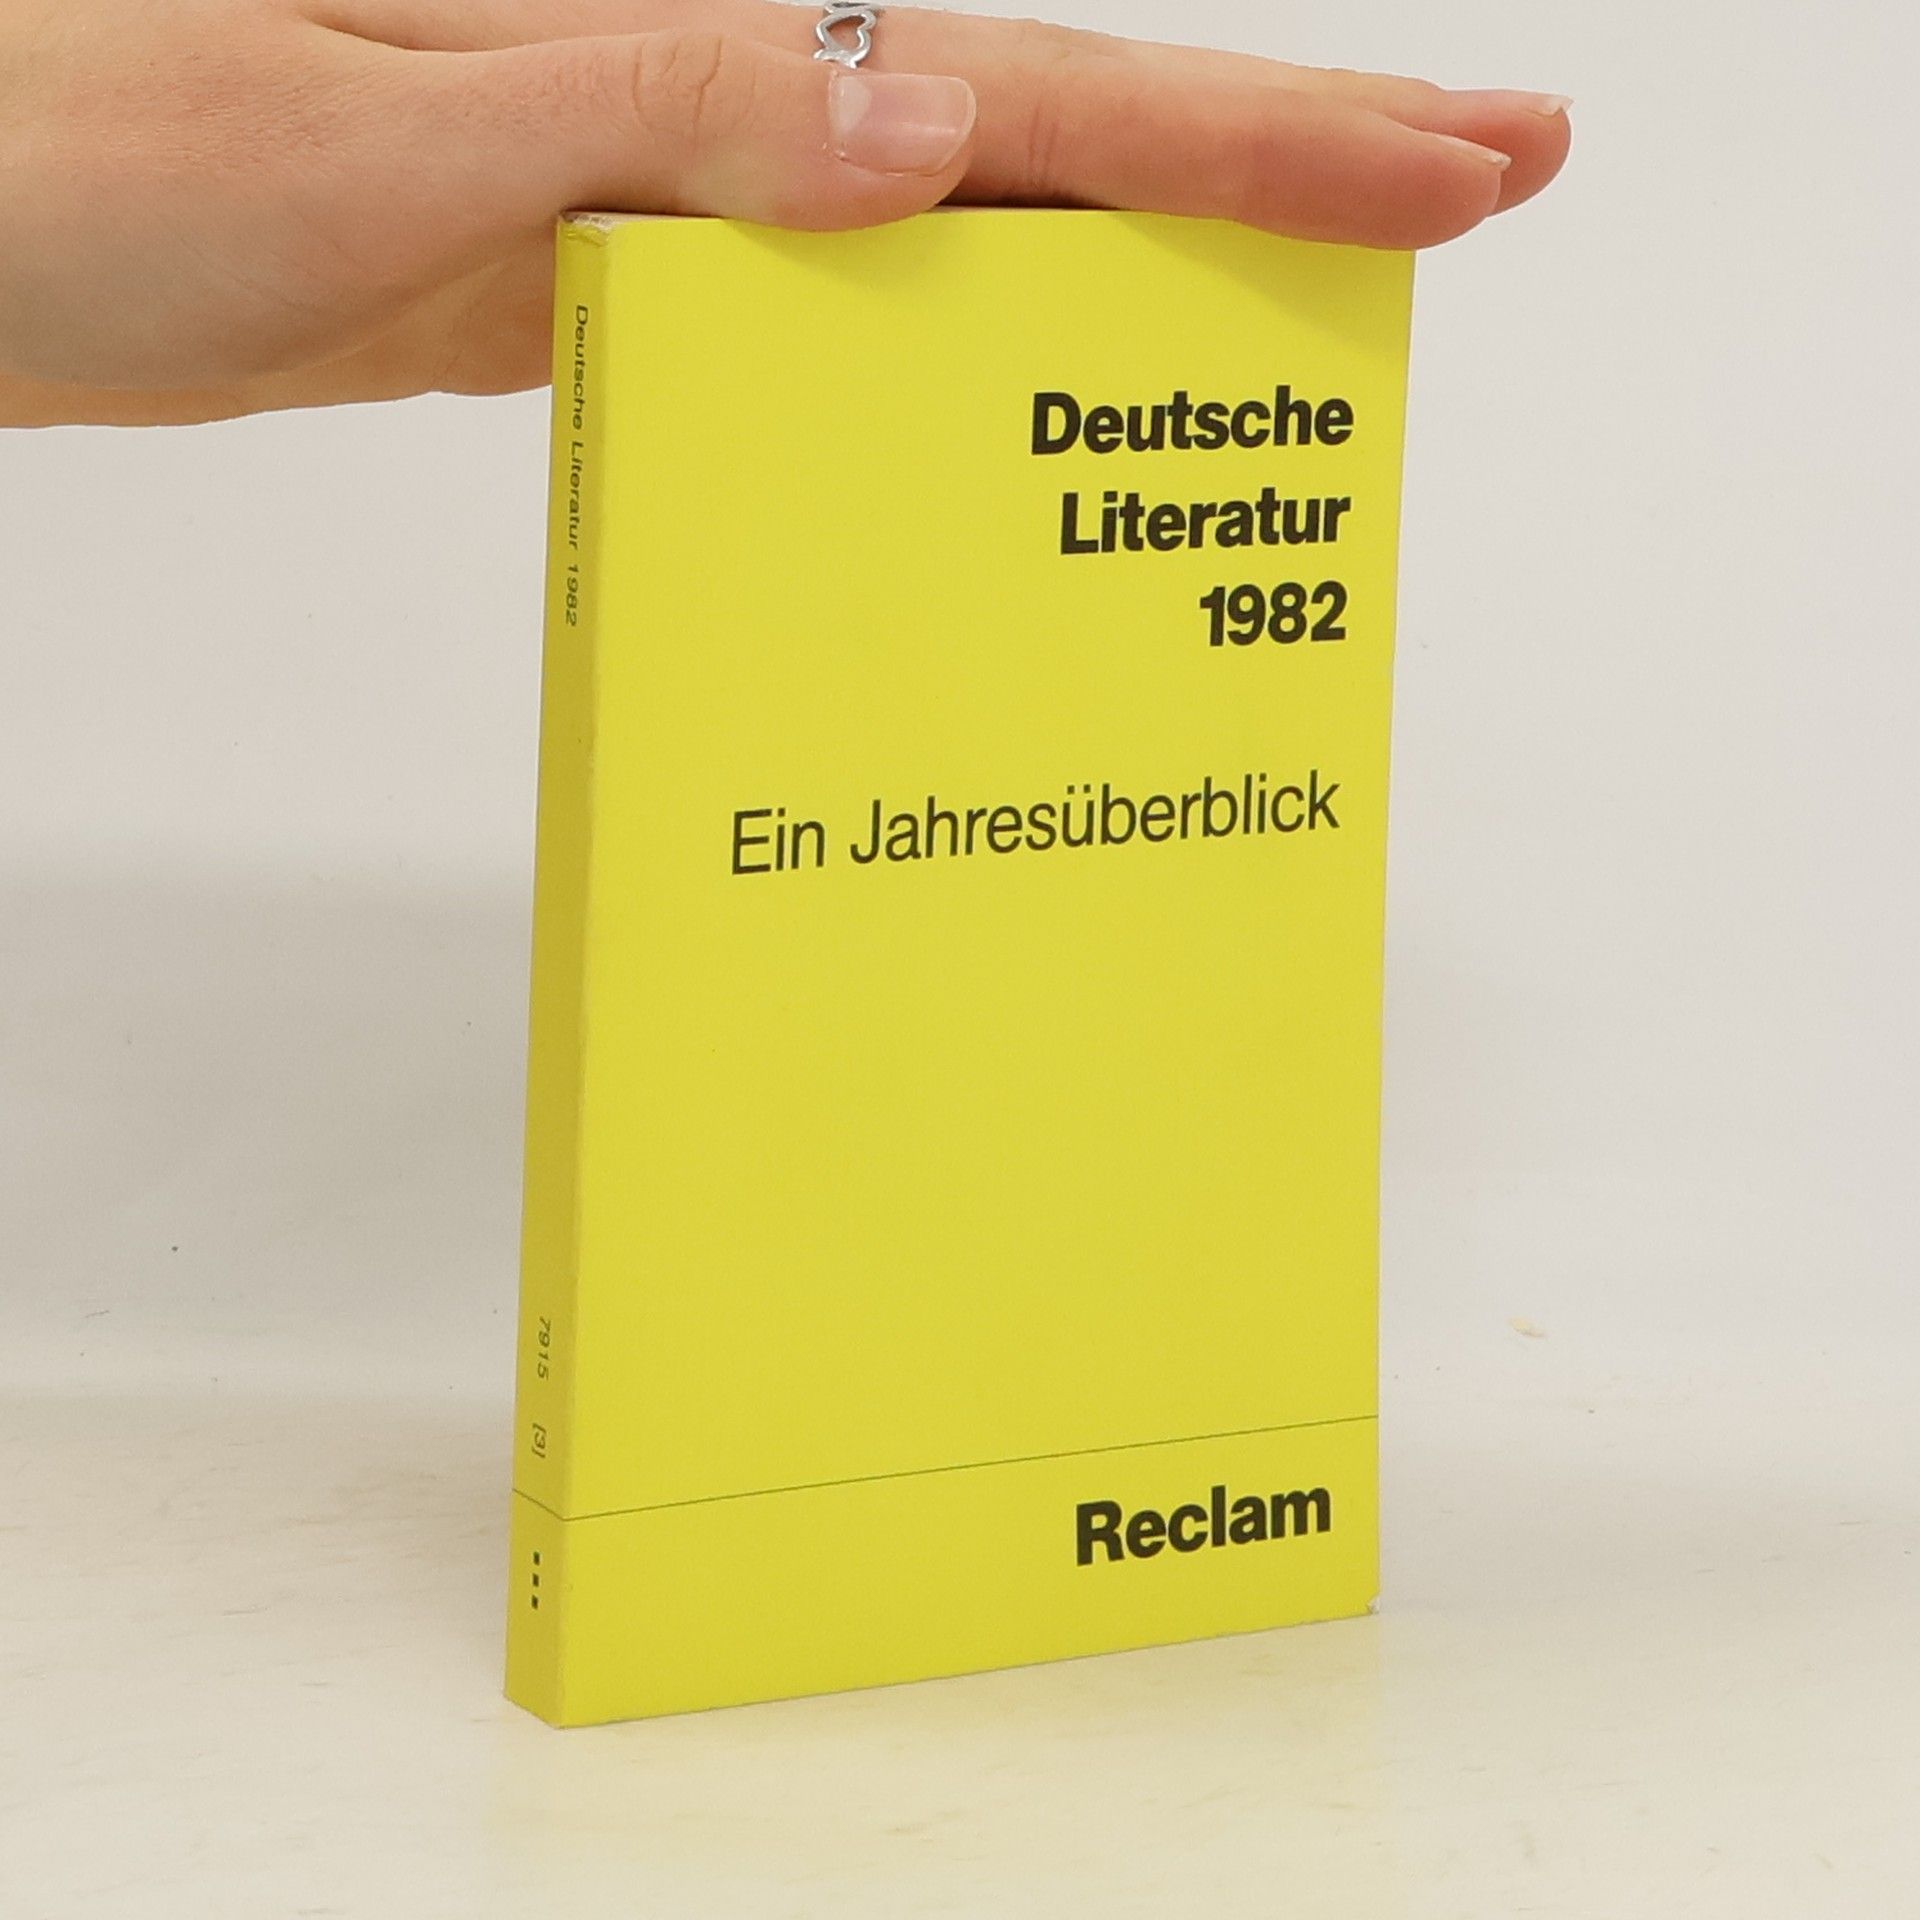 Deutsche
Literatur
1982
Ein Jahresüberblick
Reclam
Deutsche Literatur 1982
7915 [3]